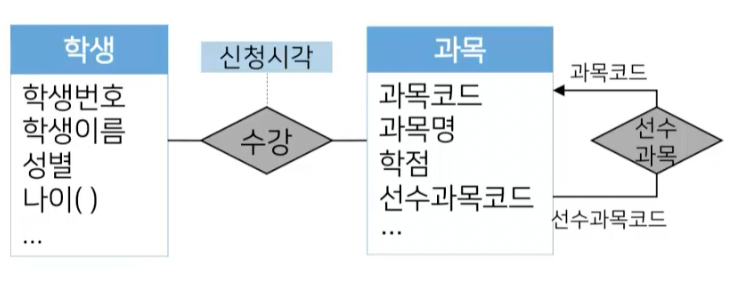 학생
학생번호
학생이름
성별
나이( )
...
신청시각
수강
과목
과목코드
과목명
학점
선수과목코드
...
과목코드
선수
과목
선수과목코드